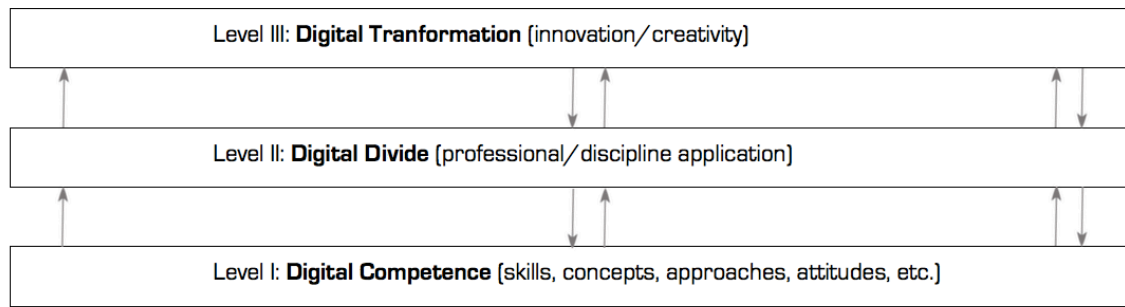 Level III: Digital Tranformation (innovation/creativity)
Level II: Digital Divide (professional/discipline application)
Level I: Digital Competence (skills, concepts, approaches, attitudes, etc.)